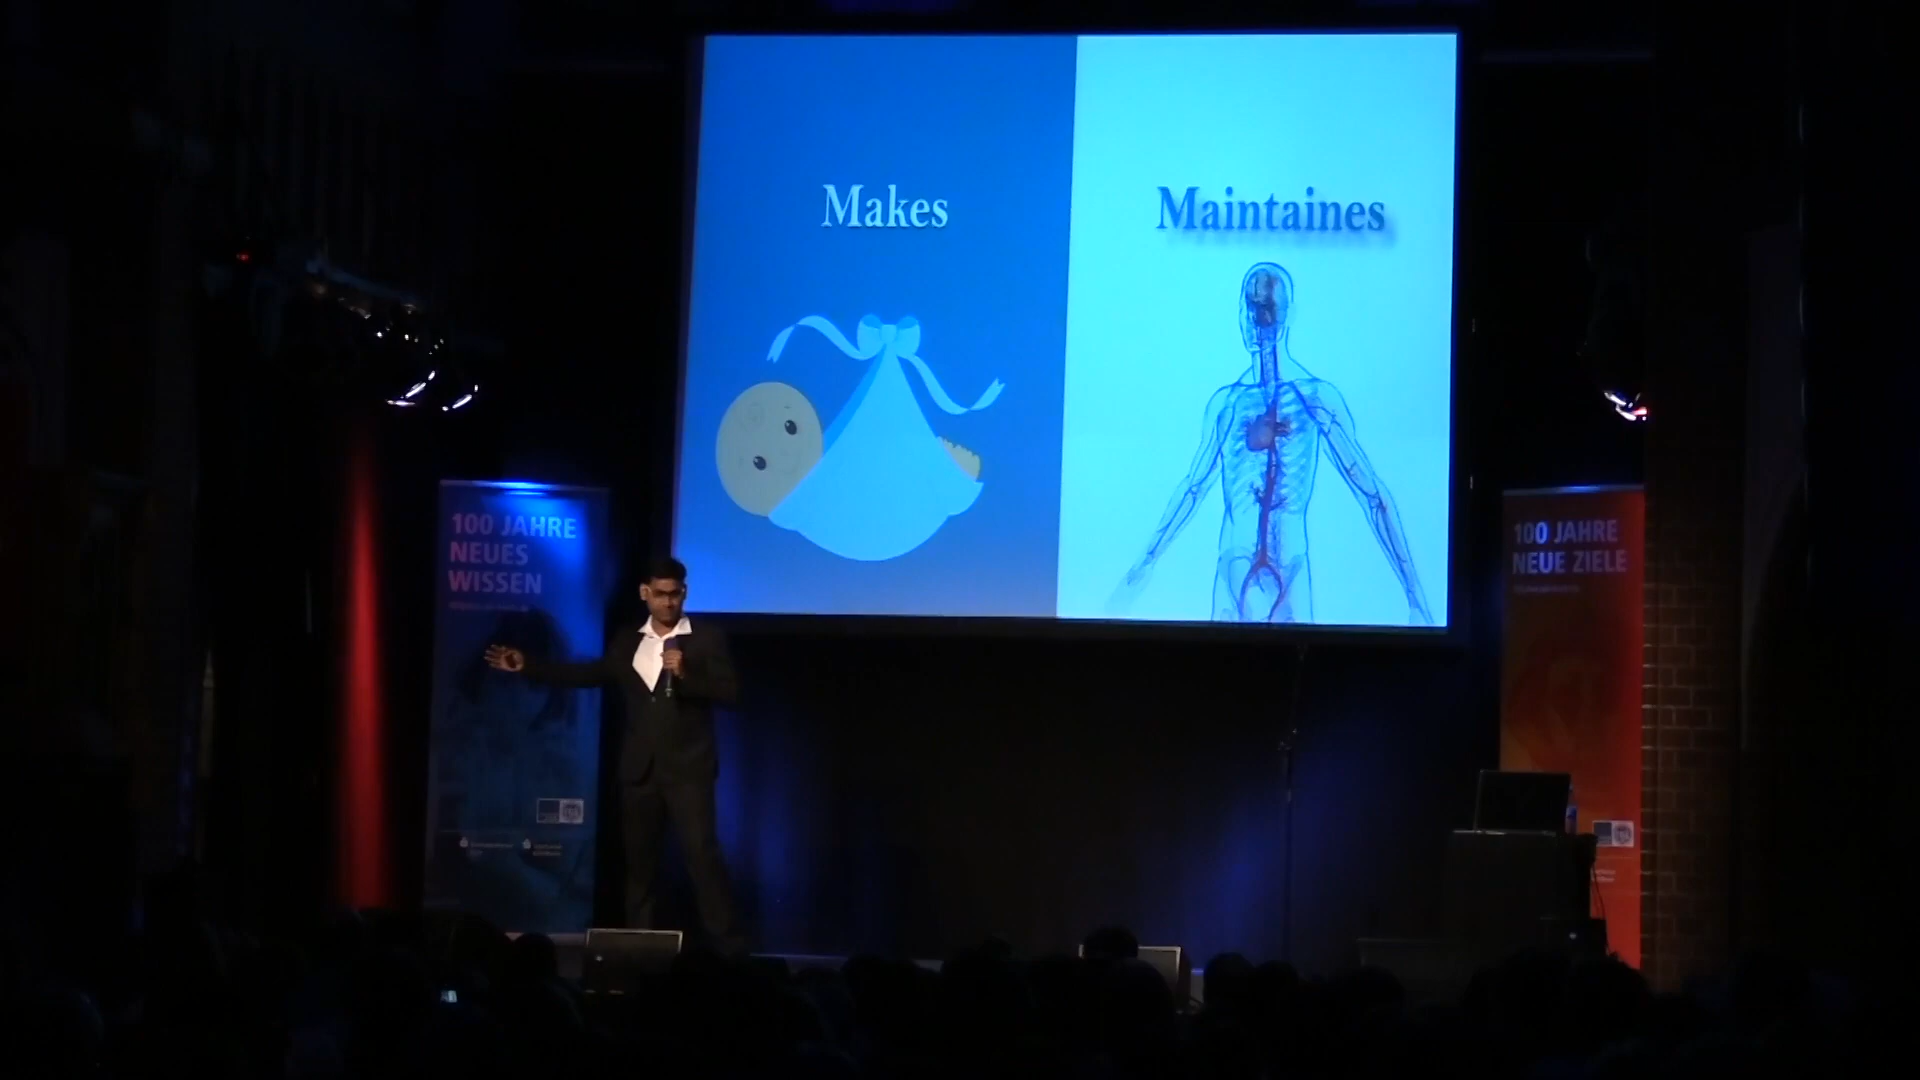 Makes
Maintaines
100 JAHRE
NEUES
WISSEN
100 JAHRE
NEUE ZIELE